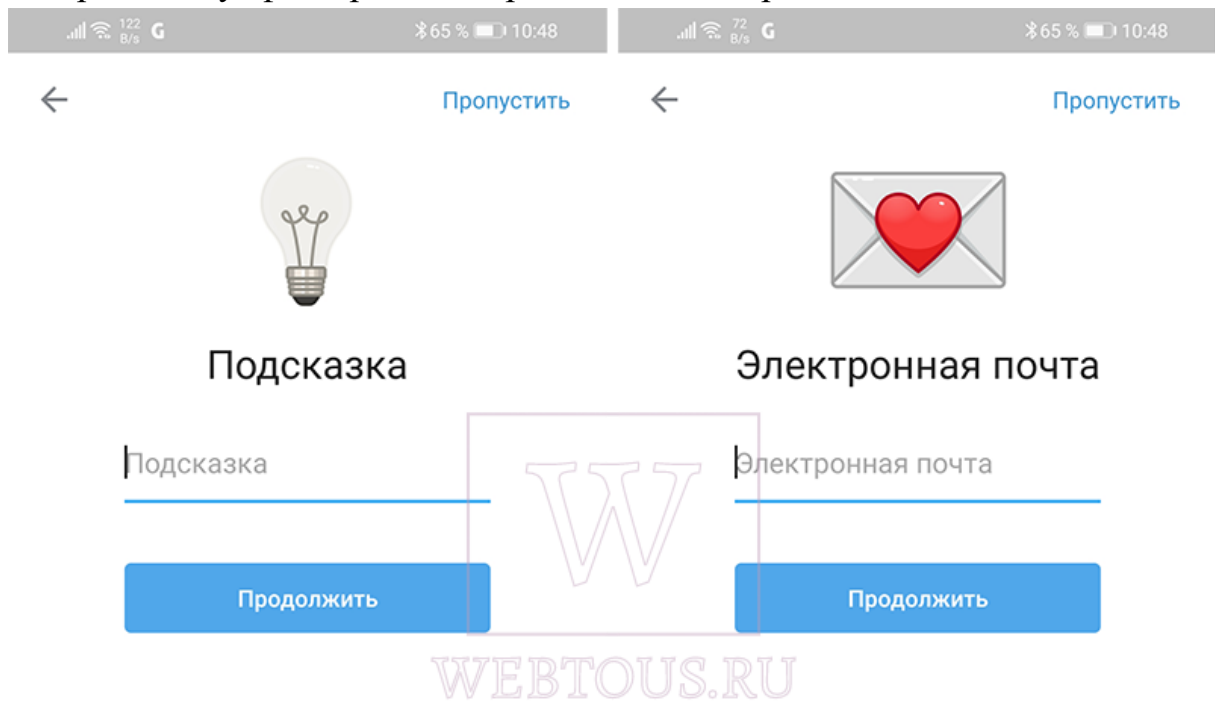 122 B/s G 65 % 10:48
Пропустить
Подсказка
Подсказка
Продолжить
72 B/s G 65 % 10:48
Пропустить
Электронная почта
Электронная почта
Продолжить
W
WEBTOUS.RU